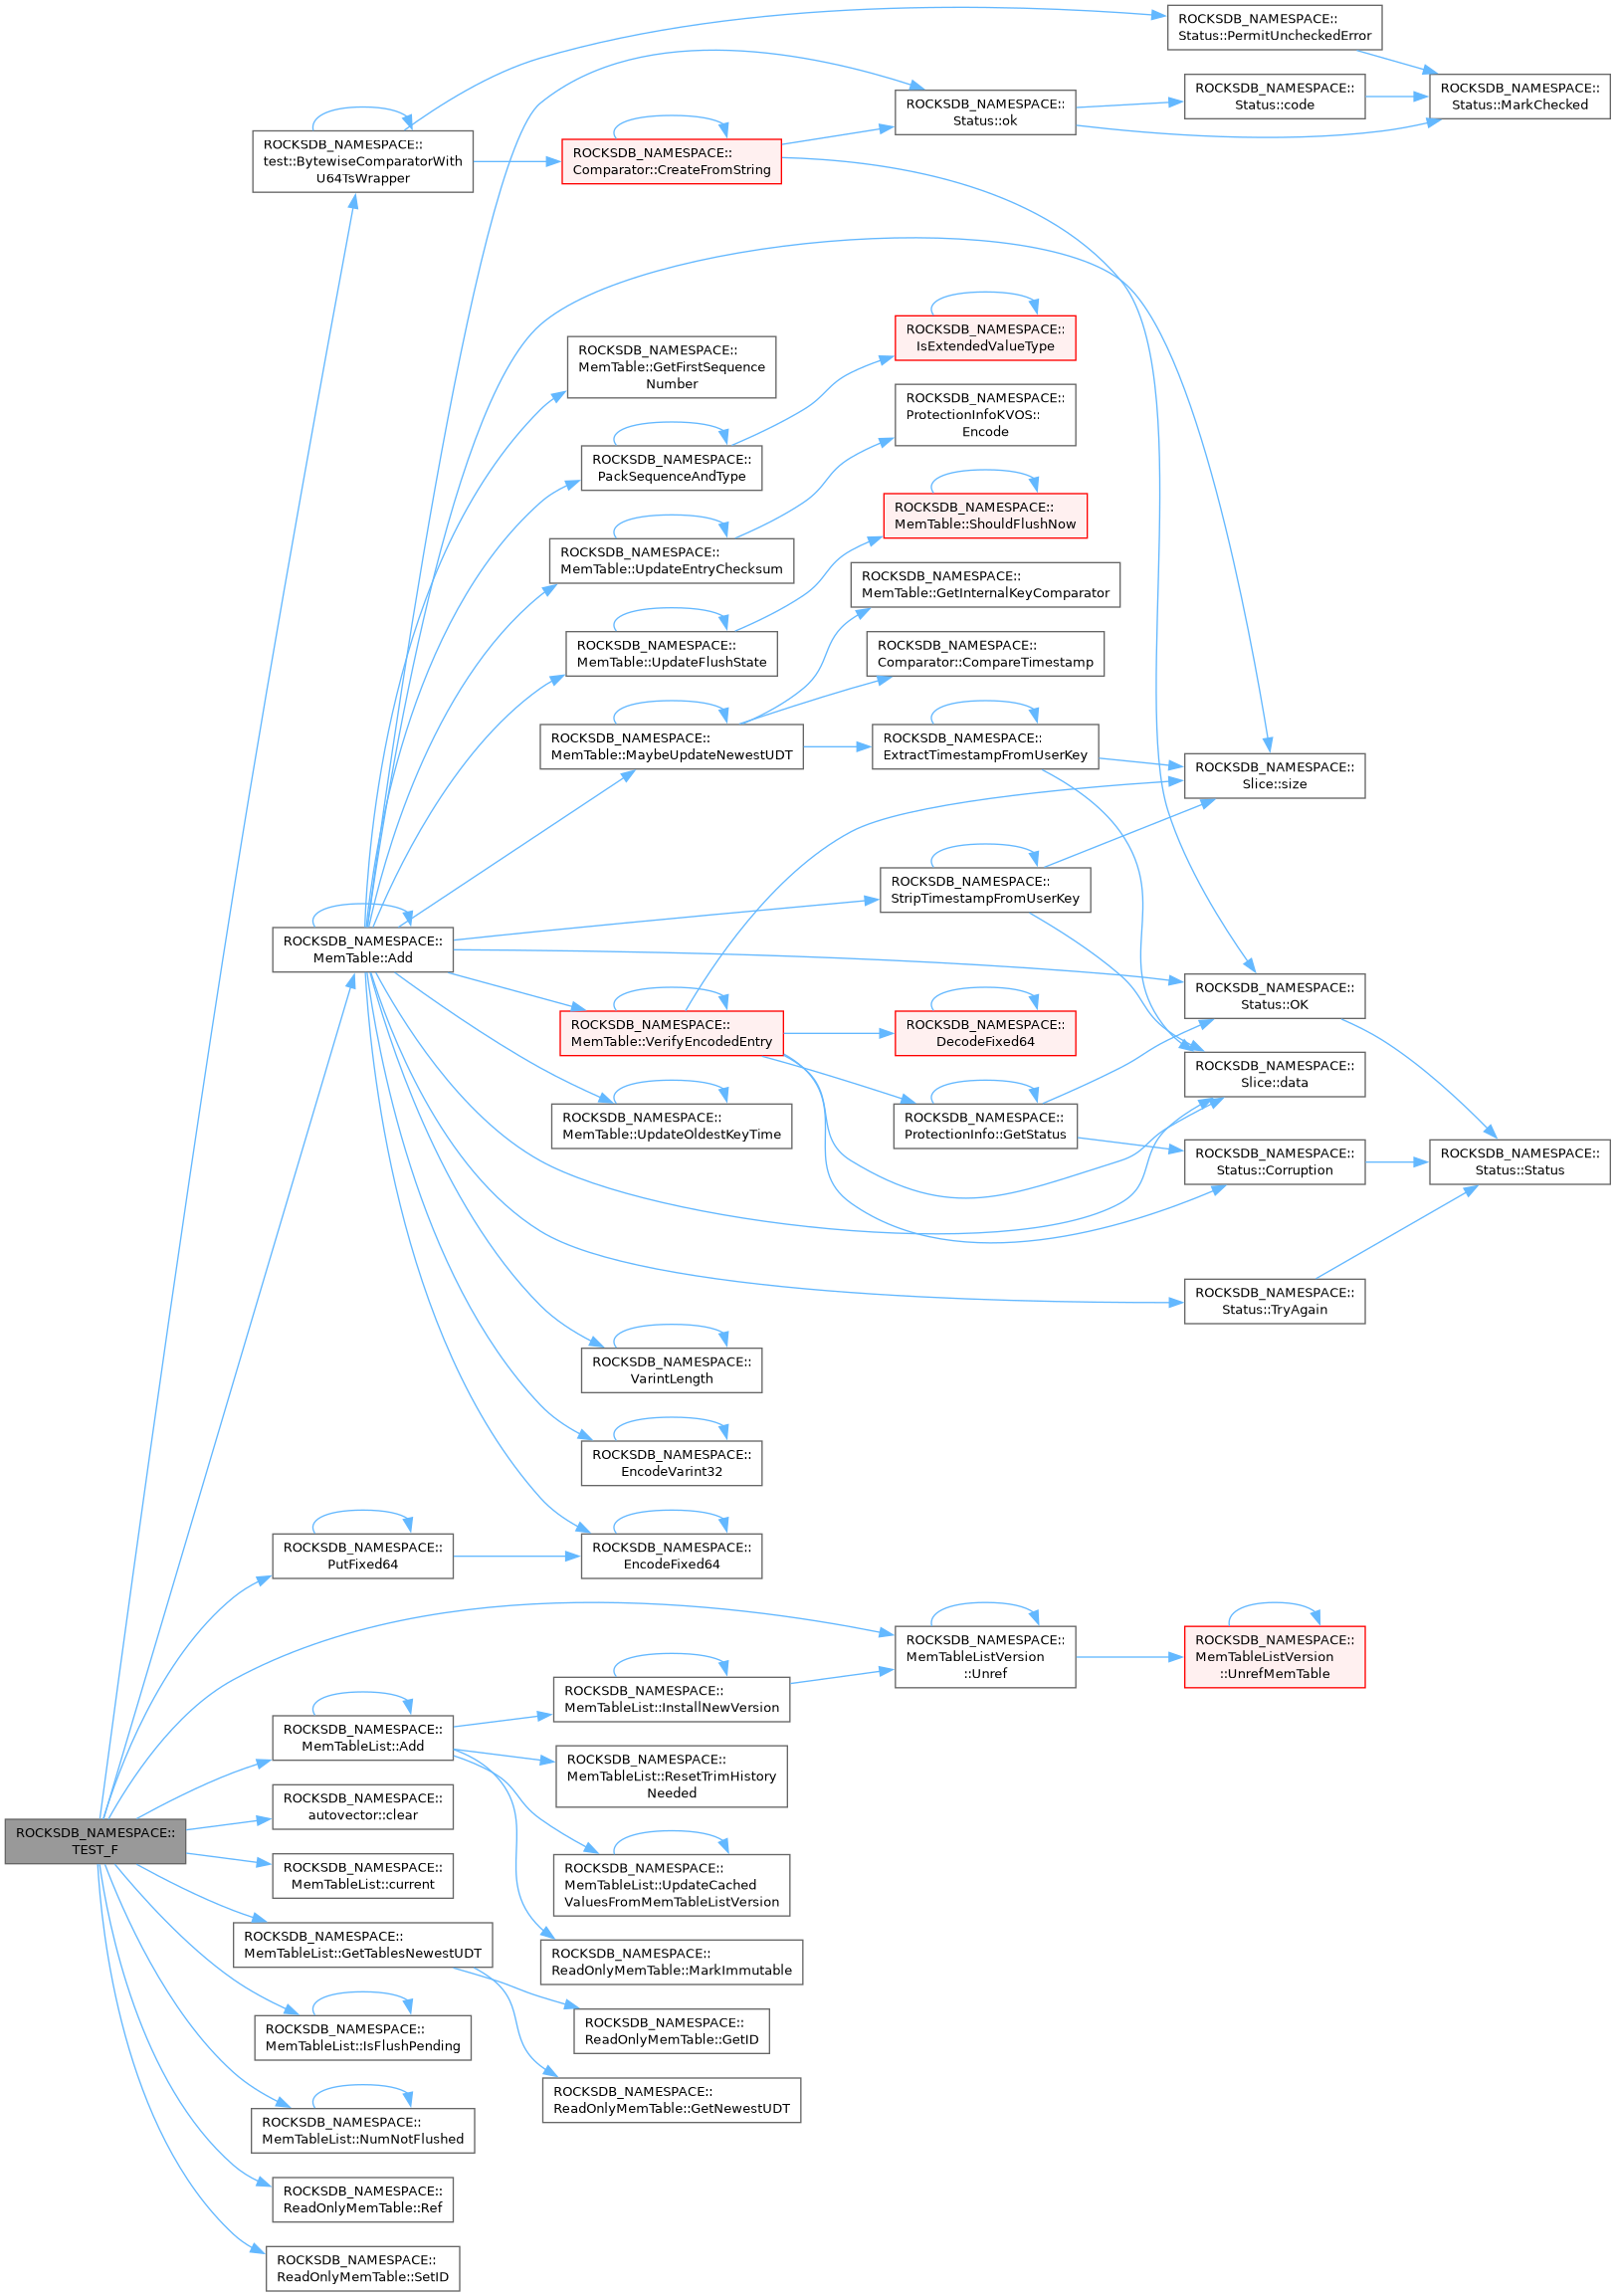 ROCKSDB_NAMESPACE::
TEST_F
ROCKSDB_NAMESPACE::
test::BytewiseComparatorWith
U64TsWrapper
ROCKSDB_NAMESPACE::
Comparator::CreateFromString
ROCKSDB_NAMESPACE::
Status::ok
ROCKSDB_NAMESPACE::
Status::PermitUncheckedError
ROCKSDB_NAMESPACE::
Status::code
ROCKSDB_NAMESPACE::
Status::MarkChecked
ROCKSDB_NAMESPACE::
MemTable::GetFirstSequence
Number
ROCKSDB_NAMESPACE::
PackSequenceAndType
ROCKSDB_NAMESPACE::
IsExtendedValueType
ROCKSDB_NAMESPACE::
MemTable::UpdateEntryChecksum
ROCKSDB_NAMESPACE::
ProtectionInfoKVOS::
Encode
ROCKSDB_NAMESPACE::
MemTable::UpdateFlushState
ROCKSDB_NAMESPACE::
MemTable::ShouldFlushNow
ROCKSDB_NAMESPACE::
MemTable::MaybeUpdateNewestUDT
ROCKSDB_NAMESPACE::
MemTable::GetInternalKeyComparator
ROCKSDB_NAMESPACE::
Comparator::CompareTimestamp
ROCKSDB_NAMESPACE::
ExtractTimestampFromUserKey
ROCKSDB_NAMESPACE::
Slice::size
ROCKSDB_NAMESPACE::
StripTimestampFromUserKey
ROCKSDB_NAMESPACE::
MemTable::Add
ROCKSDB_NAMESPACE::
MemTable::VerifyEncodedEntry
ROCKSDB_NAMESPACE::
DecodeFixed64
ROCKSDB_NAMESPACE::
Status::OK
ROCKSDB_NAMESPACE::
Slice::data
ROCKSDB_NAMESPACE::
MemTable::UpdateOldestKeyTime
ROCKSDB_NAMESPACE::
ProtectionInfo::GetStatus
ROCKSDB_NAMESPACE::
Status::Corruption
ROCKSDB_NAMESPACE::
Status::Status
ROCKSDB_NAMESPACE::
Status::TryAgain
ROCKSDB_NAMESPACE::
VarintLength
ROCKSDB_NAMESPACE::
EncodeVarint32
ROCKSDB_NAMESPACE::
PutFixed64
ROCKSDB_NAMESPACE::
EncodeFixed64
ROCKSDB_NAMESPACE::
MemTableListVersion
::Unref
ROCKSDB_NAMESPACE::
MemTableListVersion
::UnrefMemTable
ROCKSDB_NAMESPACE::
MemTableList::Add
ROCKSDB_NAMESPACE::
MemTableList::InstallNewVersion
ROCKSDB_NAMESPACE::
MemTableList::ResetTrimHistory
Needed
ROCKSDB_NAMESPACE::
autovector::clear
ROCKSDB_NAMESPACE::
MemTableList::current
ROCKSDB_NAMESPACE::
MemTableList::UpdateCached
ValuesFromMemTableListVersion
ROCKSDB_NAMESPACE::
MemTableList::GetTablesNewestUDT
ROCKSDB_NAMESPACE::
ReadOnlyMemTable::MarkImmutable
ROCKSDB_NAMESPACE::
ReadOnlyMemTable::GetID
ROCKSDB_NAMESPACE::
MemTableList::IsFlushPending
ROCKSDB_NAMESPACE::
ReadOnlyMemTable::GetNewestUDT
ROCKSDB_NAMESPACE::
MemTableList::NumNotFlushed
ROCKSDB_NAMESPACE::
ReadOnlyMemTable::Ref
ROCKSDB_NAMESPACE::
ReadOnlyMemTable::SetID